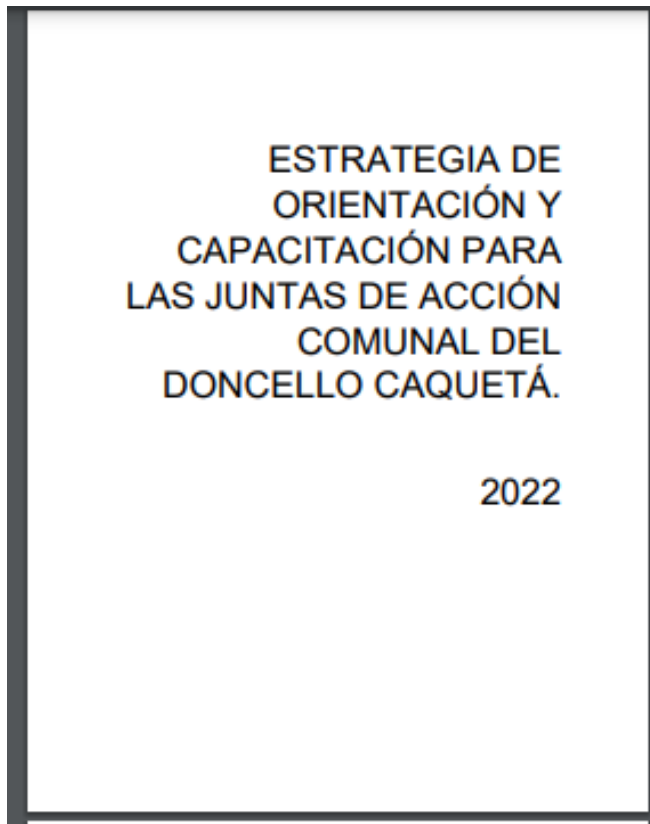 ESTRATEGIA DE
ORIENTACIÓN Y
CAPACITACIÓN PARA
LAS JUNTAS DE ACCIÓN
COMUNAL DEL
DONCELLO CAQUETÁ.
2022